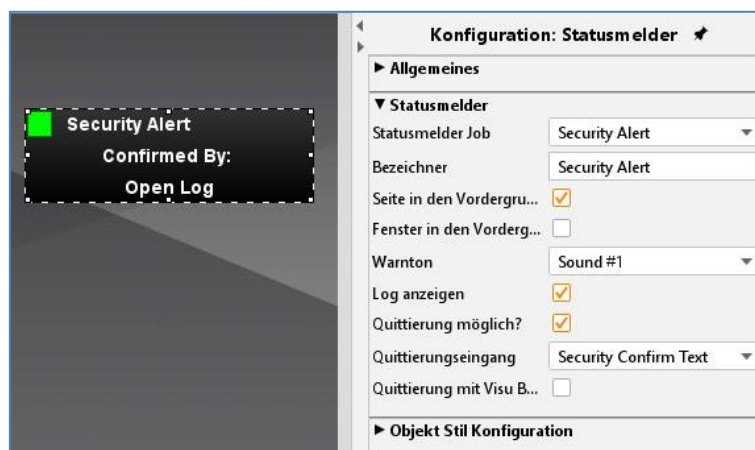 Security Alert
Confirmed By:
Open Log
Konfiguration: Statusmelder
Allgemeines
Statusmelder
Statusmelder Job Security Alert
Bezeichner Security Alert
Seite in den Vordergru...
Fenster in den Vorderg...
Warnton Sound #1
Log anzeigen
Quittierung möglich?
Quittierungseingang Security Confirm Text
Quittierung mit Visu B...
Objekt Stil Konfiguration